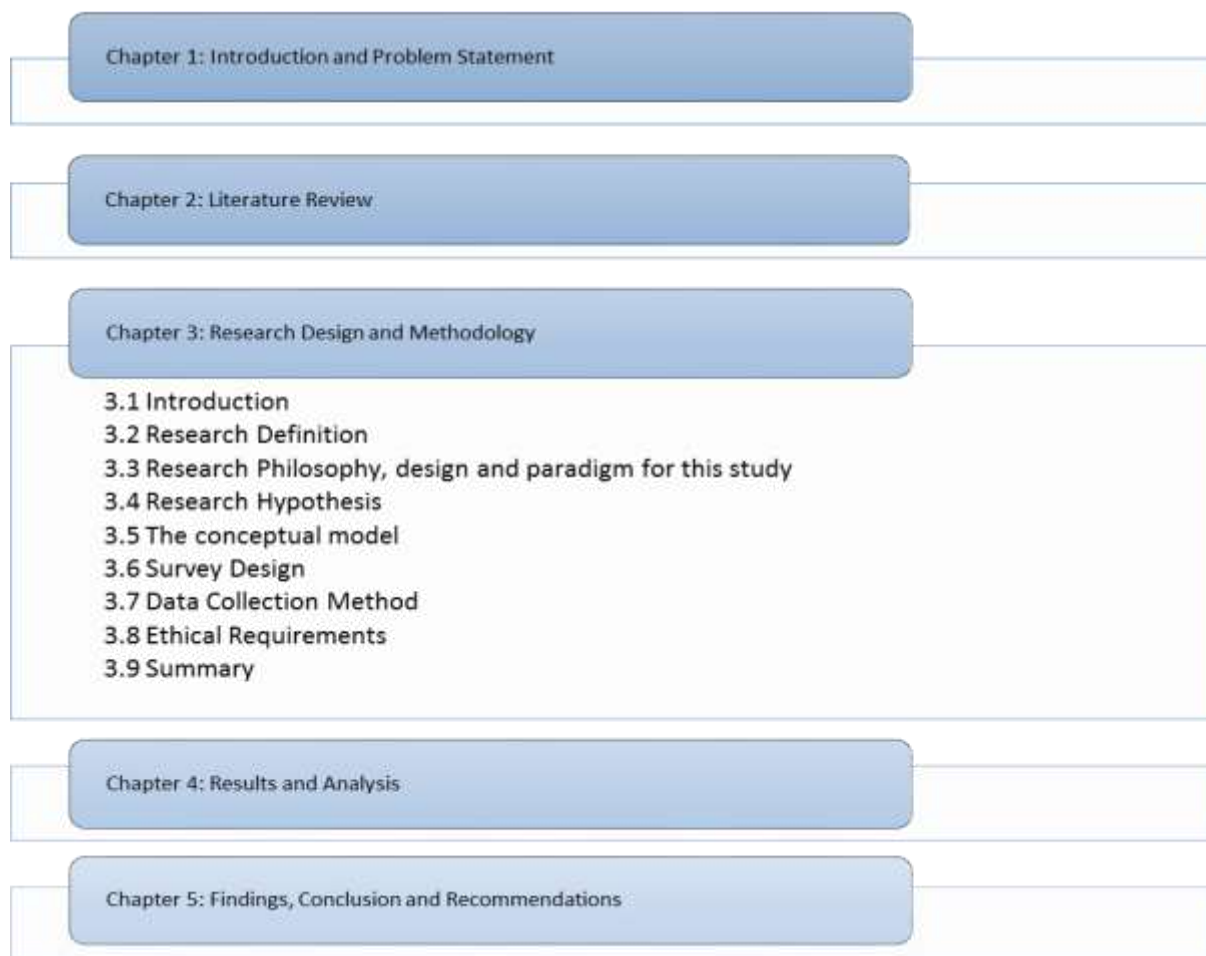 Chapter 1: Introduction and Problem Statement
Chapter 2: Literature Review
Chapter 3: Research Design and Methodology
3.1 Introduction
3.2 Research Definition
3.3 Research Philosophy, design and paradigm for this study
3.4 Research Hypothesis
3.5 The conceptual model
3.6 Survey Design
3.7 Data Collection Method
3.8 Ethical Requirements
3.9 Summary
Chapter 4: Results and Analysis
Chapter 5: Findings, Conclusion and Recommendations